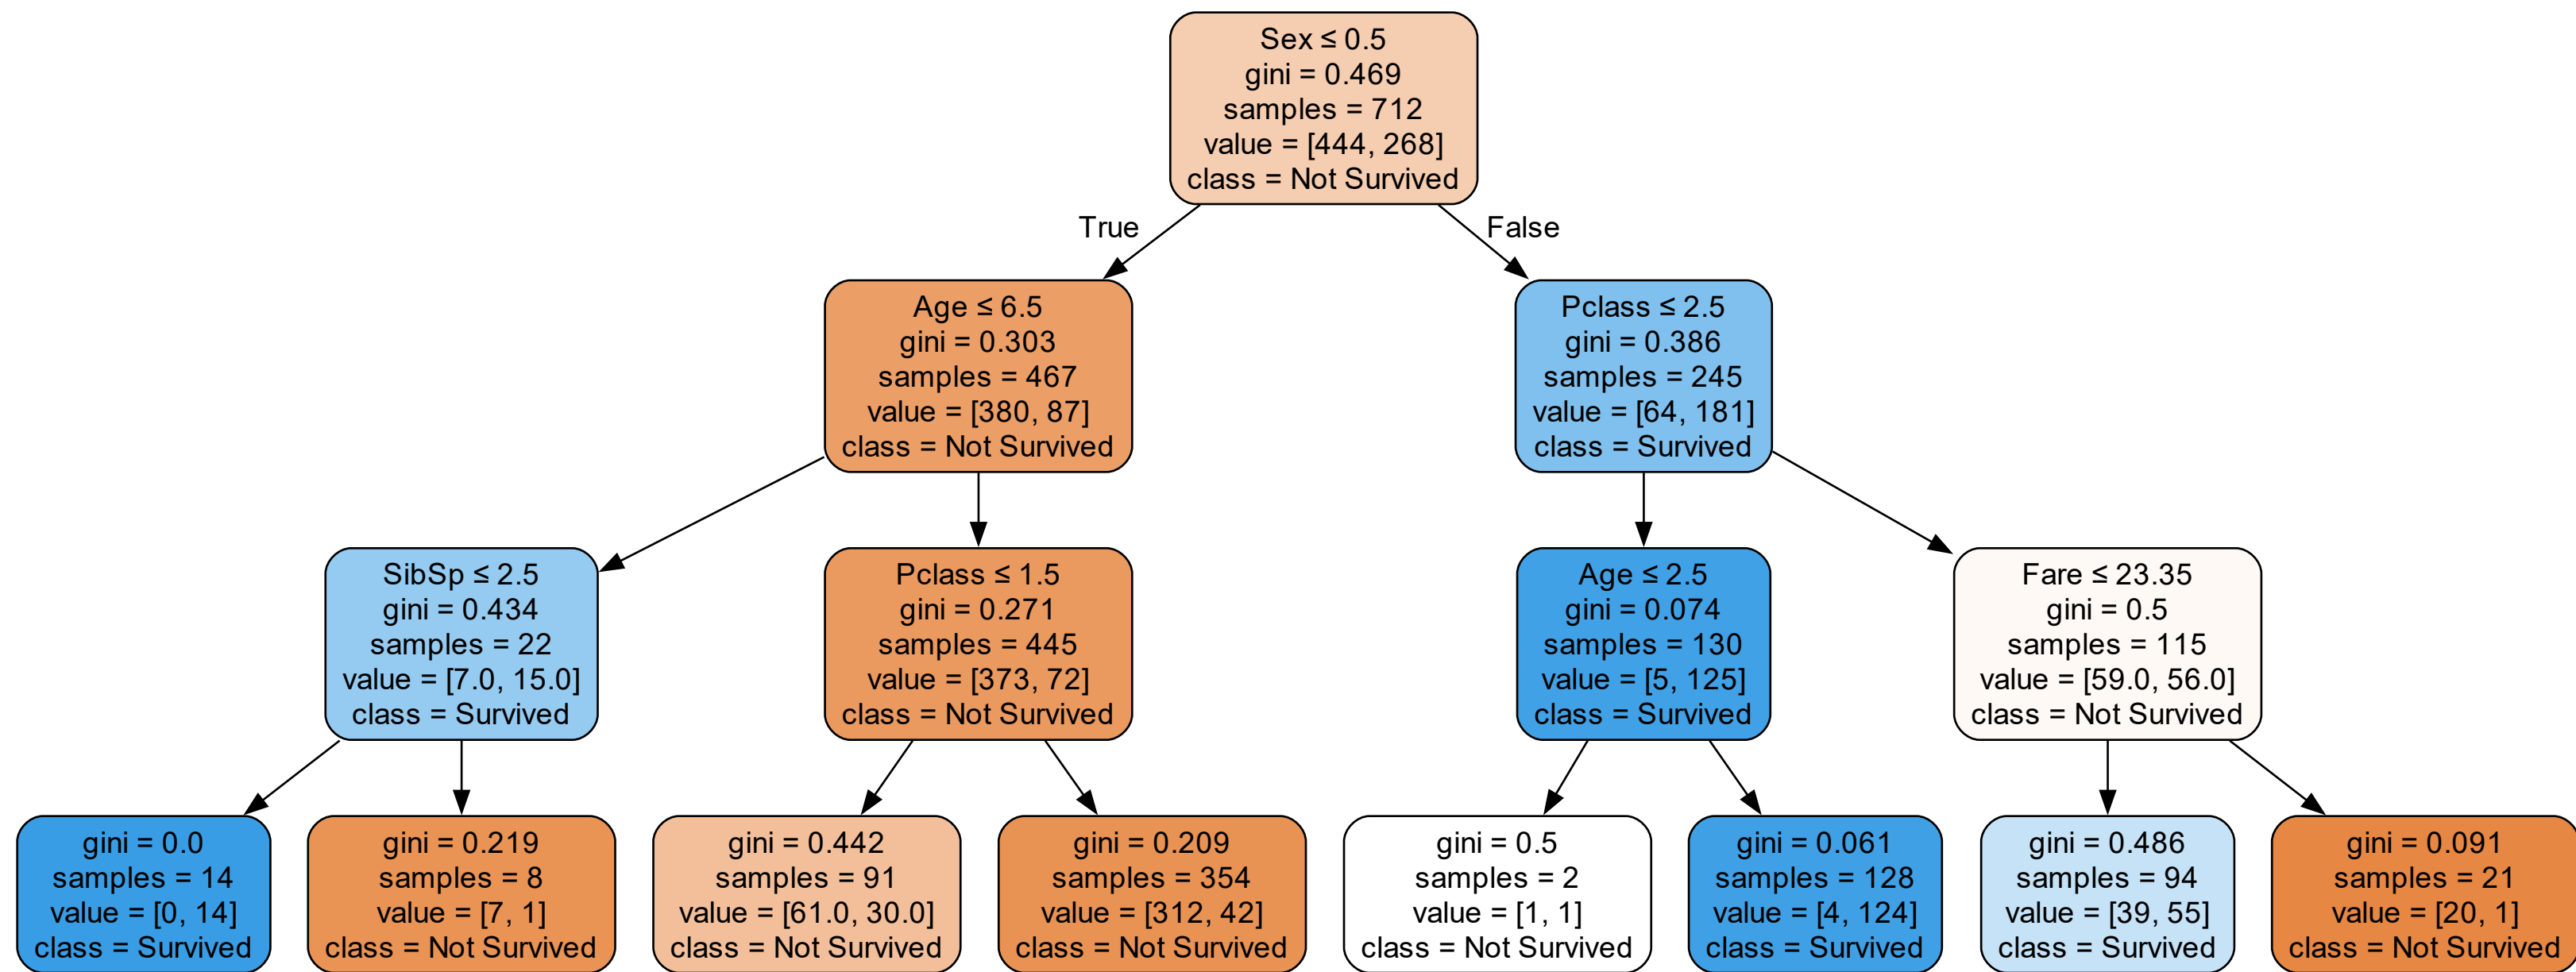 Sex ≤ 0.5
gini = 0.469
samples = 712
value = [444, 268]
class = Not Survived
True
False
Age ≤ 6.5
gini = 0.303
samples = 467
value = [380, 87]
class = Not Survived
Pclass ≤ 2.5
gini = 0.386
samples = 245
value = [64, 181]
class = Survived
SibSp ≤ 2.5
gini = 0.434
samples = 22
value = [7.0, 15.0]
class = Survived
Pclass ≤ 1.5
gini = 0.271
samples = 445
value = [373, 72]
class = Not Survived
Age ≤ 2.5
gini = 0.074
samples = 130
value = [5, 125]
class = Survived
Fare ≤ 23.35
gini = 0.5
samples = 115
value = [59.0, 56.0]
class = Not Survived
gini = 0.0
samples = 14
value = [0, 14]
class = Survived
gini = 0.219
samples = 8
value = [7, 1]
class = Not Survived
gini = 0.442
samples = 91
value = [61.0, 30.0]
class = Not Survived
gini = 0.209
samples = 354
value = [312, 42]
class = Not Survived
gini = 0.5
samples = 2
value = [1, 1]
class = Not Survived
gini = 0.061
samples = 128
value = [4, 124]
class = Survived
gini = 0.486
samples = 94
value = [39, 55]
class = Survived
gini = 0.091
samples = 21
value = [20, 1]
class = Not Survived